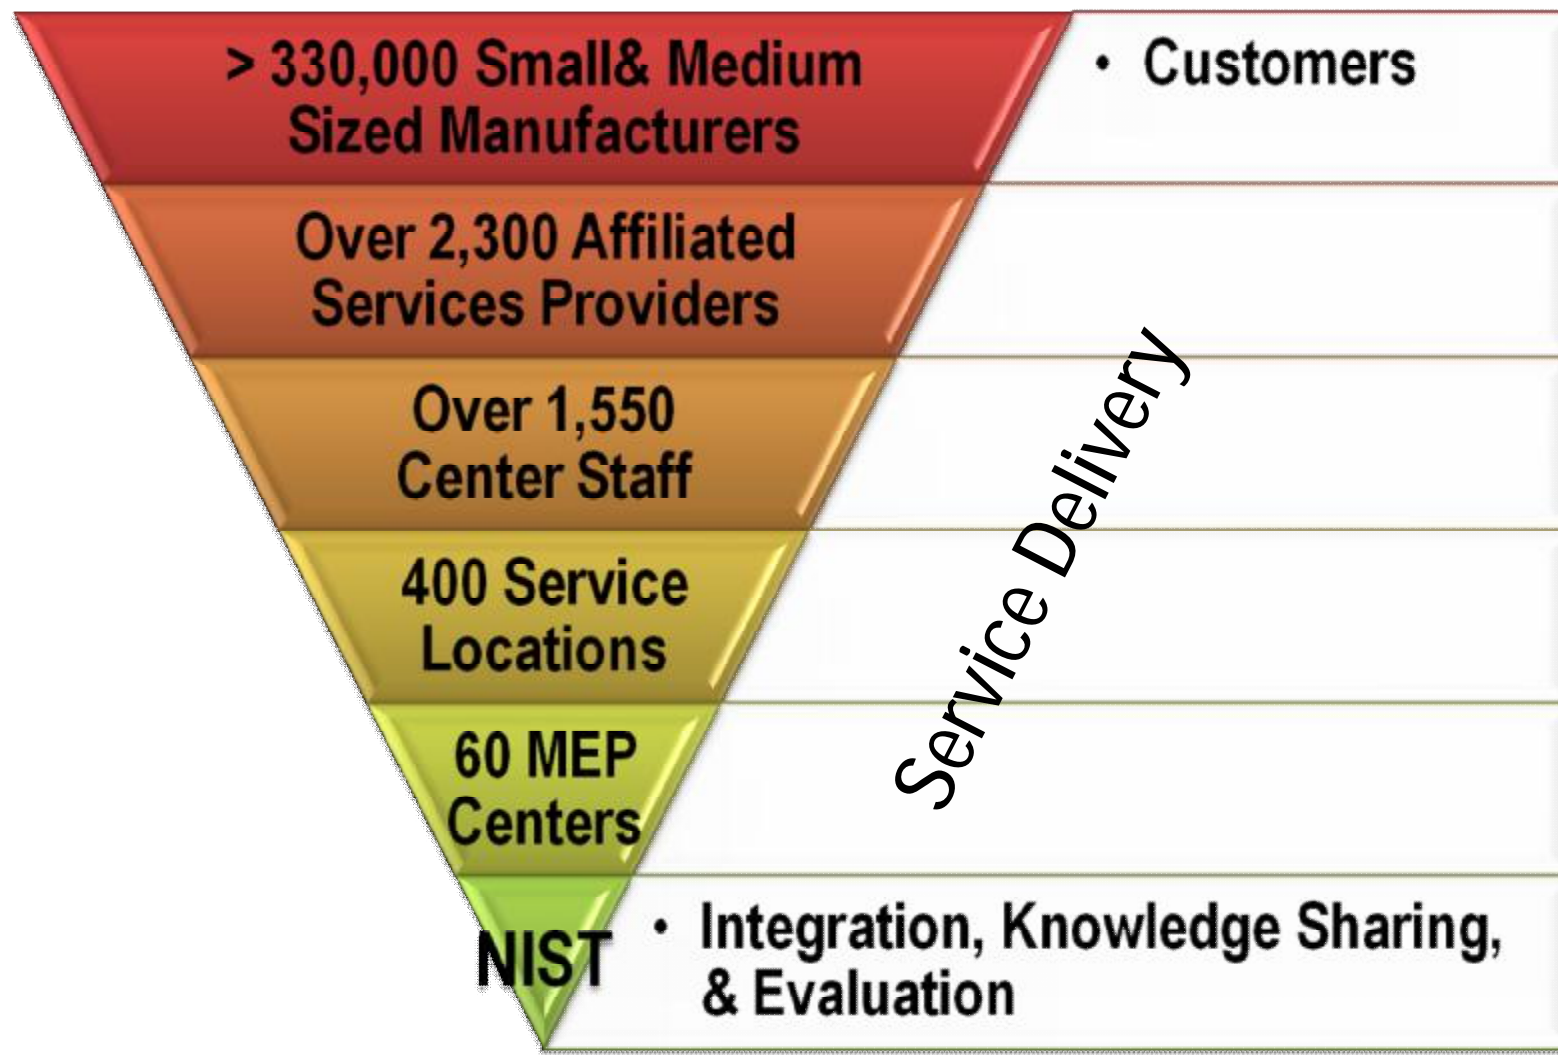 > 330,000 Small& Medium
Sized Manufacturers
• Customers
Over 2,300 Affiliated
Services Providers
Over 1,550
Center Staff
400 Service
Locations
60 MEP
Centers
Service Delivery
NIST
• Integration, Knowledge Sharing,
& Evaluation